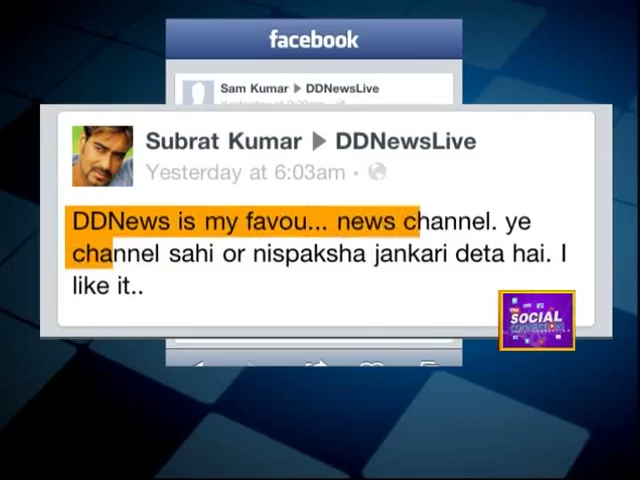 facebook
Sam Kumar ▶ DDNewsLive
Subrat Kumar ▶ DDNewsLive
Yesterday at 6:03am ·
DDNews is my favou... news channel. ye
channel sahi or nispaksha jankari deta hai. I
like it..
SOCIAL